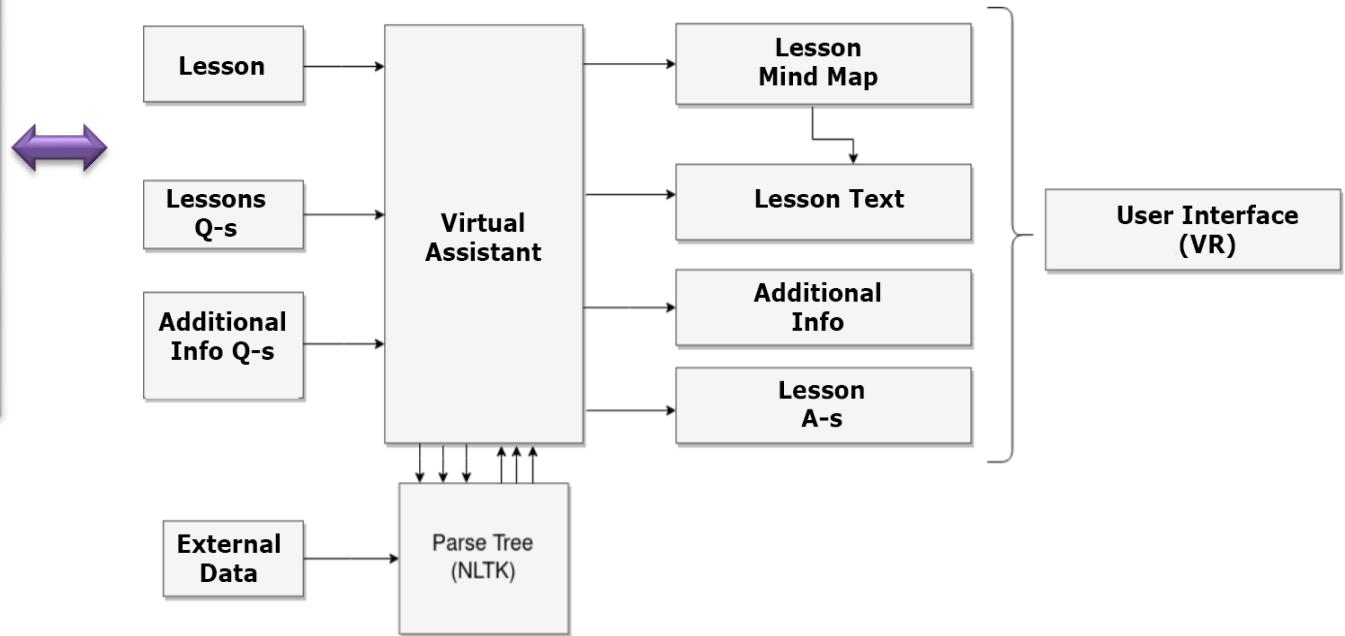 Lesson
Lessons
Q-s
Additional
Info Q-s
External
Data
Virtual
Assistant
Parse Tree
(NLTK)
Lesson
Mind Map
Lesson Text
Additional
Info
Lesson
A-s
User Interface
(VR)